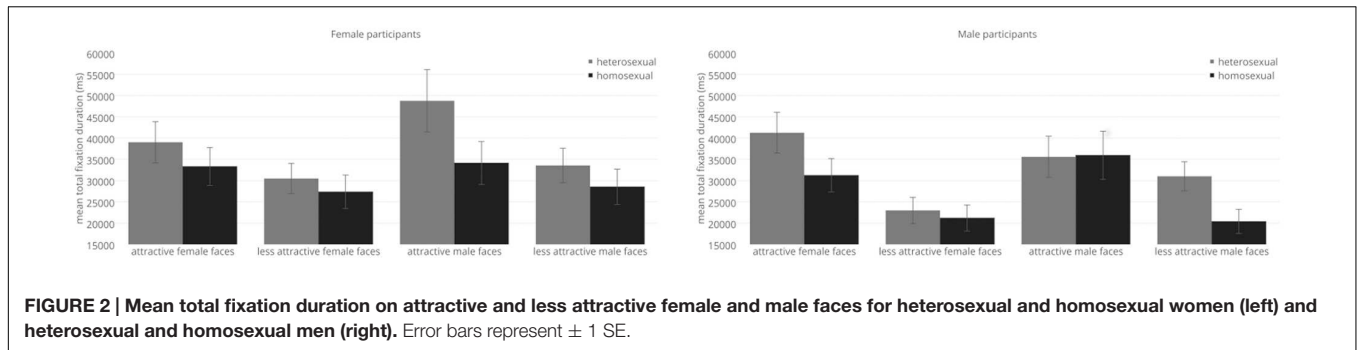 Female participants
mean total fixation duration (ms)
60000
55000
50000
45000
40000
35000
30000
25000
20000
15000
heterosexual
homosexual
attractive female faces
less attractive female faces
attractive male faces
less attractive male faces
Male participants
mean total fixation duration (ms)
60000
55000
50000
45000
40000
35000
30000
25000
20000
15000
heterosexual
homosexual
attractive female faces
less attractive female faces
attractive male faces
less attractive male faces
FIGURE 2 | Mean total fixation duration on attractive and less attractive female and male faces for heterosexual and homosexual women (left) and
heterosexual and homosexual men (right). Error bars represent ± 1 SE.